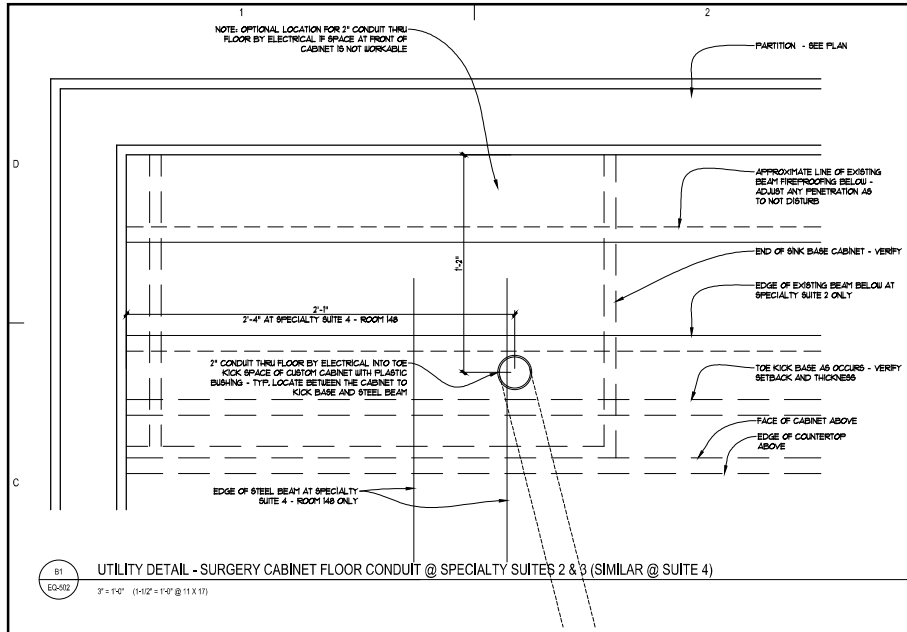 1
2
NOTE: OPTIONAL LOCATION FOR 2" CONDUIT THRU
FLOOR BY ELECTRICAL IF SPACE AT FRONT OF
CABINET IS NOT WORKABLE
PARTITION - SEE PLAN
D
APPROXIMATE LINE OF EXISTING
BEAM FIREPROOFING BELOW -
ADJUST ANY PENETRATION AS
TO NOT DISTURB
END OF SINK BASE CABINET - VERIFY
1'-2"
EDGE OF EXISTING BEAM BELOW AT
SPECIALTY SUITE 2 ONLY
2'-1"
2'-4" AT SPECIALTY SUITE 4 - ROOM 148
2" CONDUIT THRU FLOOR BY ELECTRICAL INTO TOE
KICK SPACE OF CUSTOM CABINET WITH PLASTIC
BUSHING - TYP. LOCATE BETWEEN THE CABINET TO
KICK BASE AND STEEL BEAM
TOE KICK BASE AS OCCURS - VERIFY
SETBACK AND THICKNESS
FACE OF CABINET ABOVE
EDGE OF COUNTERTOP
ABOVE
C
EDGE OF STEEL BEAM AT SPECIALTY
SUITE 4 - ROOM 148 ONLY
B1
EQ-502
UTILITY DETAIL - SURGERY CABINET FLOOR CONDUIT @ SPECIALTY SUITES 2 & 3 (SIMILAR @ SUITE 4)
3" = 1'-0" (1-1/2" = 1'-0" @ 11 X 17)